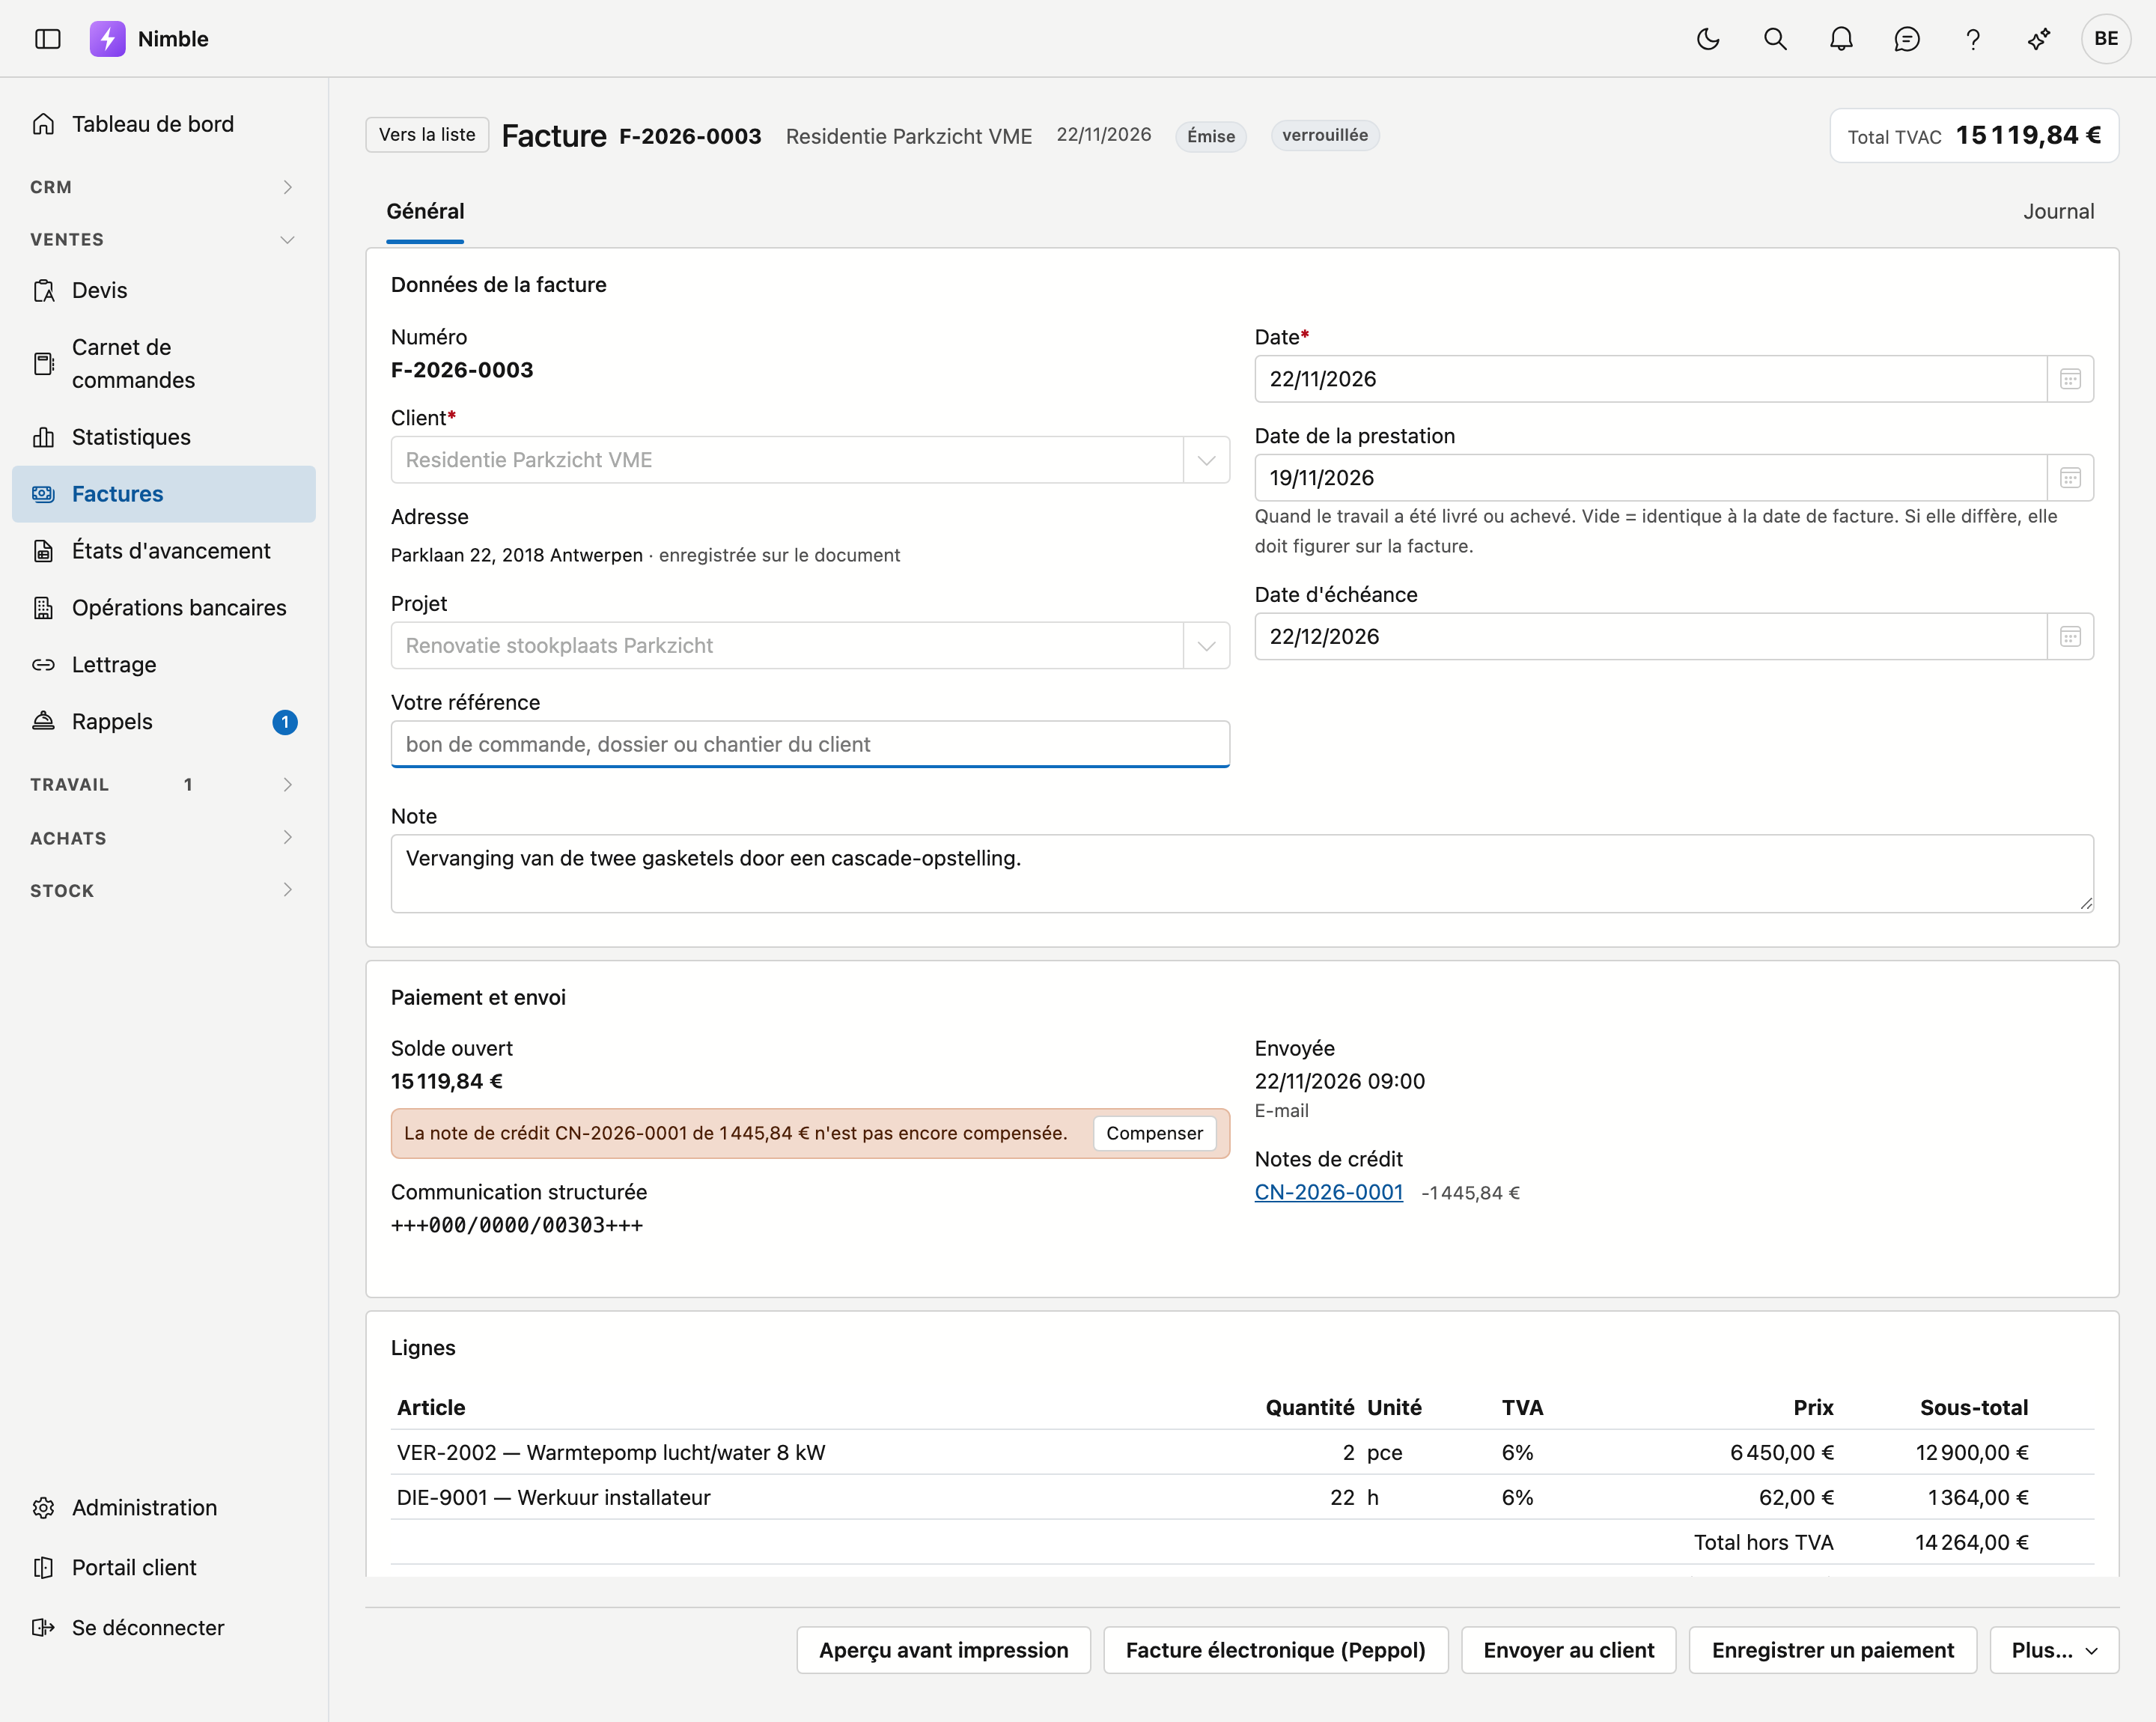 Nimble
BE
Tableau de bord
CRM
VENTES
Devis
Carnet de
commandes
Statistiques
Factures
États d'avancement
Opérations bancaires
Lettrage
Rappels 1
TRAVAIL 1
ACHATS
STOCK
Administration
Portail client
Se déconnecter
Vers la liste Facture F-2026-0003 Residentie Parkzicht VME 22/11/2026 Émise verrouillée Total TVAC 15 119,84 €
Général Journal
Données de la facture
Numéro
F-2026-0003
Client*
Residentie Parkzicht VME
Adresse
Parklaan 22, 2018 Antwerpen · enregistrée sur le document
Projet
Renovatie stookplaats Parkzicht
Votre référence
bon de commande, dossier ou chantier du client
Date*
22/11/2026
Date de la prestation
19/11/2026
Quand le travail a été livré ou achevé. Vide = identique à la date de facture. Si elle diffère, elle
doit figurer sur la facture.
Date d'échéance
22/12/2026
Note
Vervanging van de twee gasketels door een cascade-opstelling.
Paiement et envoi
Solde ouvert
15 119,84 €
La note de crédit CN-2026-0001 de 1 445,84 € n'est pas encore compensée. Compenser
Communication structurée
+++000/0000/00303+++
Envoyée
22/11/2026 09:00
E-mail
Notes de crédit
CN-2026-0001 -1 445,84 €
Lignes
Article Quantité Unité TVA Prix Sous-total
VER-2002 — Warmtepomp lucht/water 8 kW 2 pce 6% 6 450,00 € 12 900,00 €
DIE-9001 — Werkuur installateur 22 h 6% 62,00 € 1 364,00 €
Total hors TVA 14 264,00 €
Aperçu avant impression Facture électronique (Peppol) Envoyer au client Enregistrer un paiement Plus...